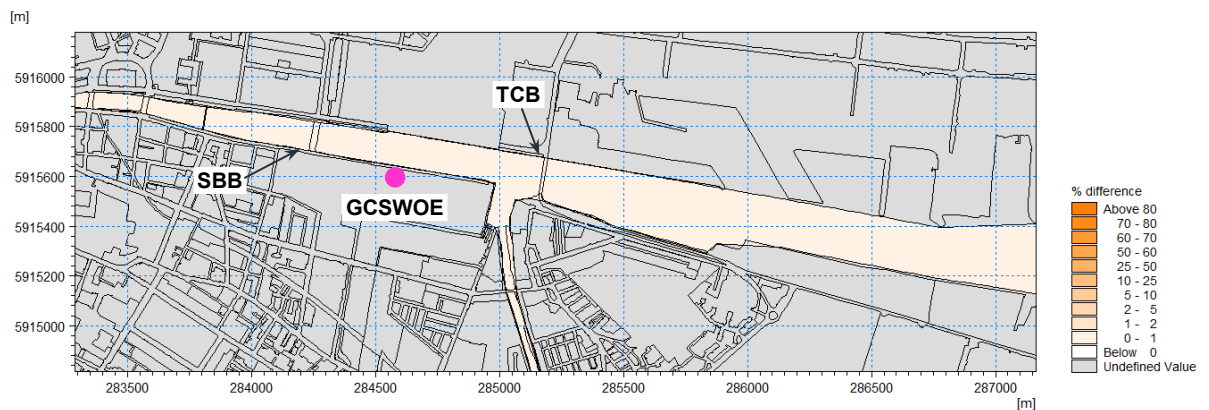 [m]
5916000
5915800
5915600
5915400
5915200
5915000
TCB
SBB
GCSWOE
283500 284000 284500 285000 285500 286000 286500 287000
[m]
% difference
Above 80
70 - 80
60 - 70
50 - 60
25 - 50
10 - 25
5 - 10
2 - 5
1 - 2
0 - 1
Below 0
Undefined Value